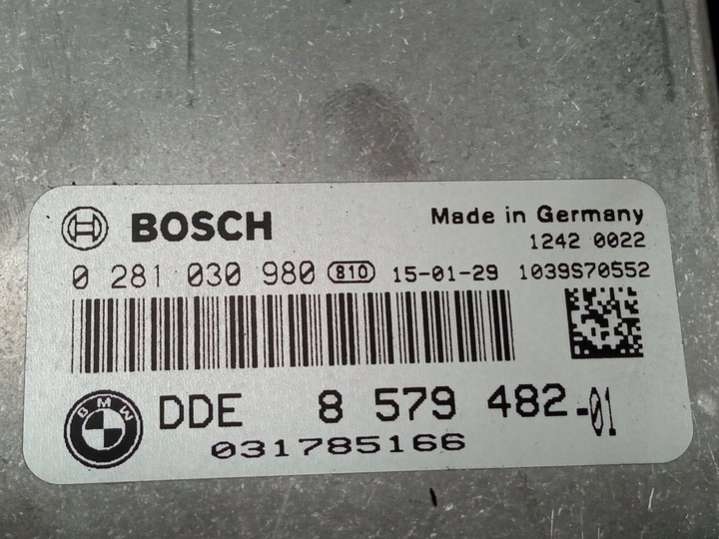 BOSCH
Made in Germany
1242 0022
0 281 030 980 810 15-01-29 1039S70552
BMW
DDE 8 579 482-01
031785166